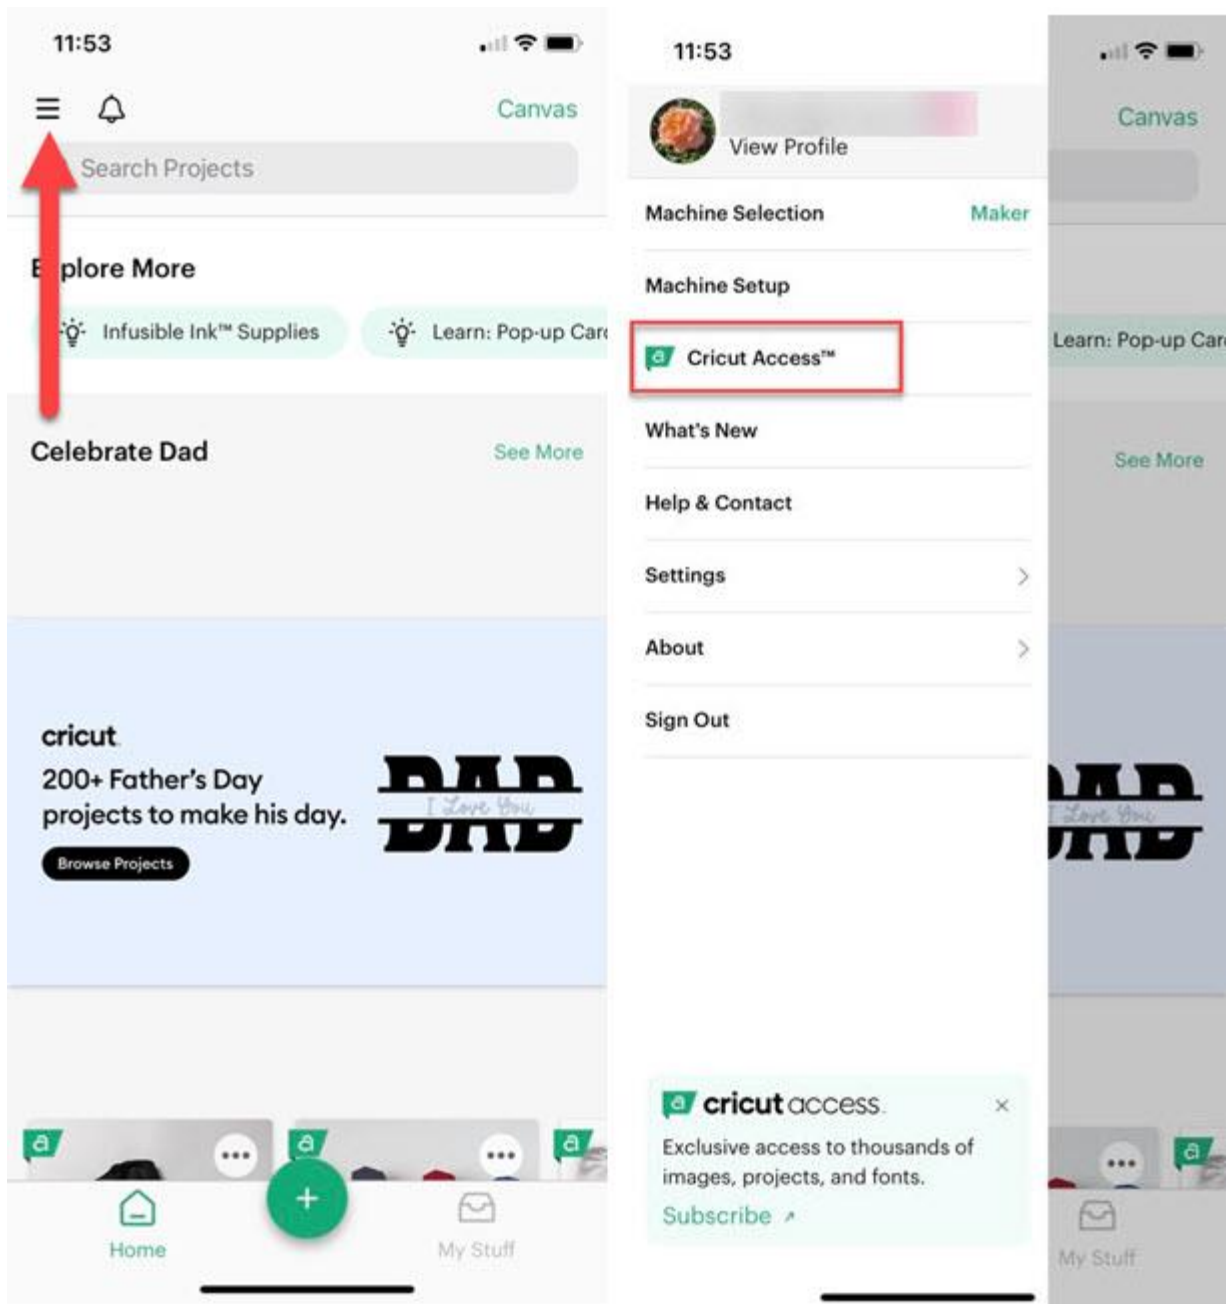 11:53
Canvas
Search Projects
Explore More
Infusible Ink™ Supplies
Learn: Pop-up Card
Celebrate Dad
See More
cricut
200+ Father's Day
projects to make his day.
Browse Projects
DAD
I Love You
a
a
a
Home
My Stuff
11:53
View Profile
Canvas
Machine Selection
Maker
Machine Setup
a Cricut Access™
Learn: Pop-up Car
What's New
See More
Help & Contact
Settings
About
Sign Out
DAD
I Love You
a cricut access
Exclusive access to thousands of
images, projects, and fonts.
Subscribe
a
My Stuff